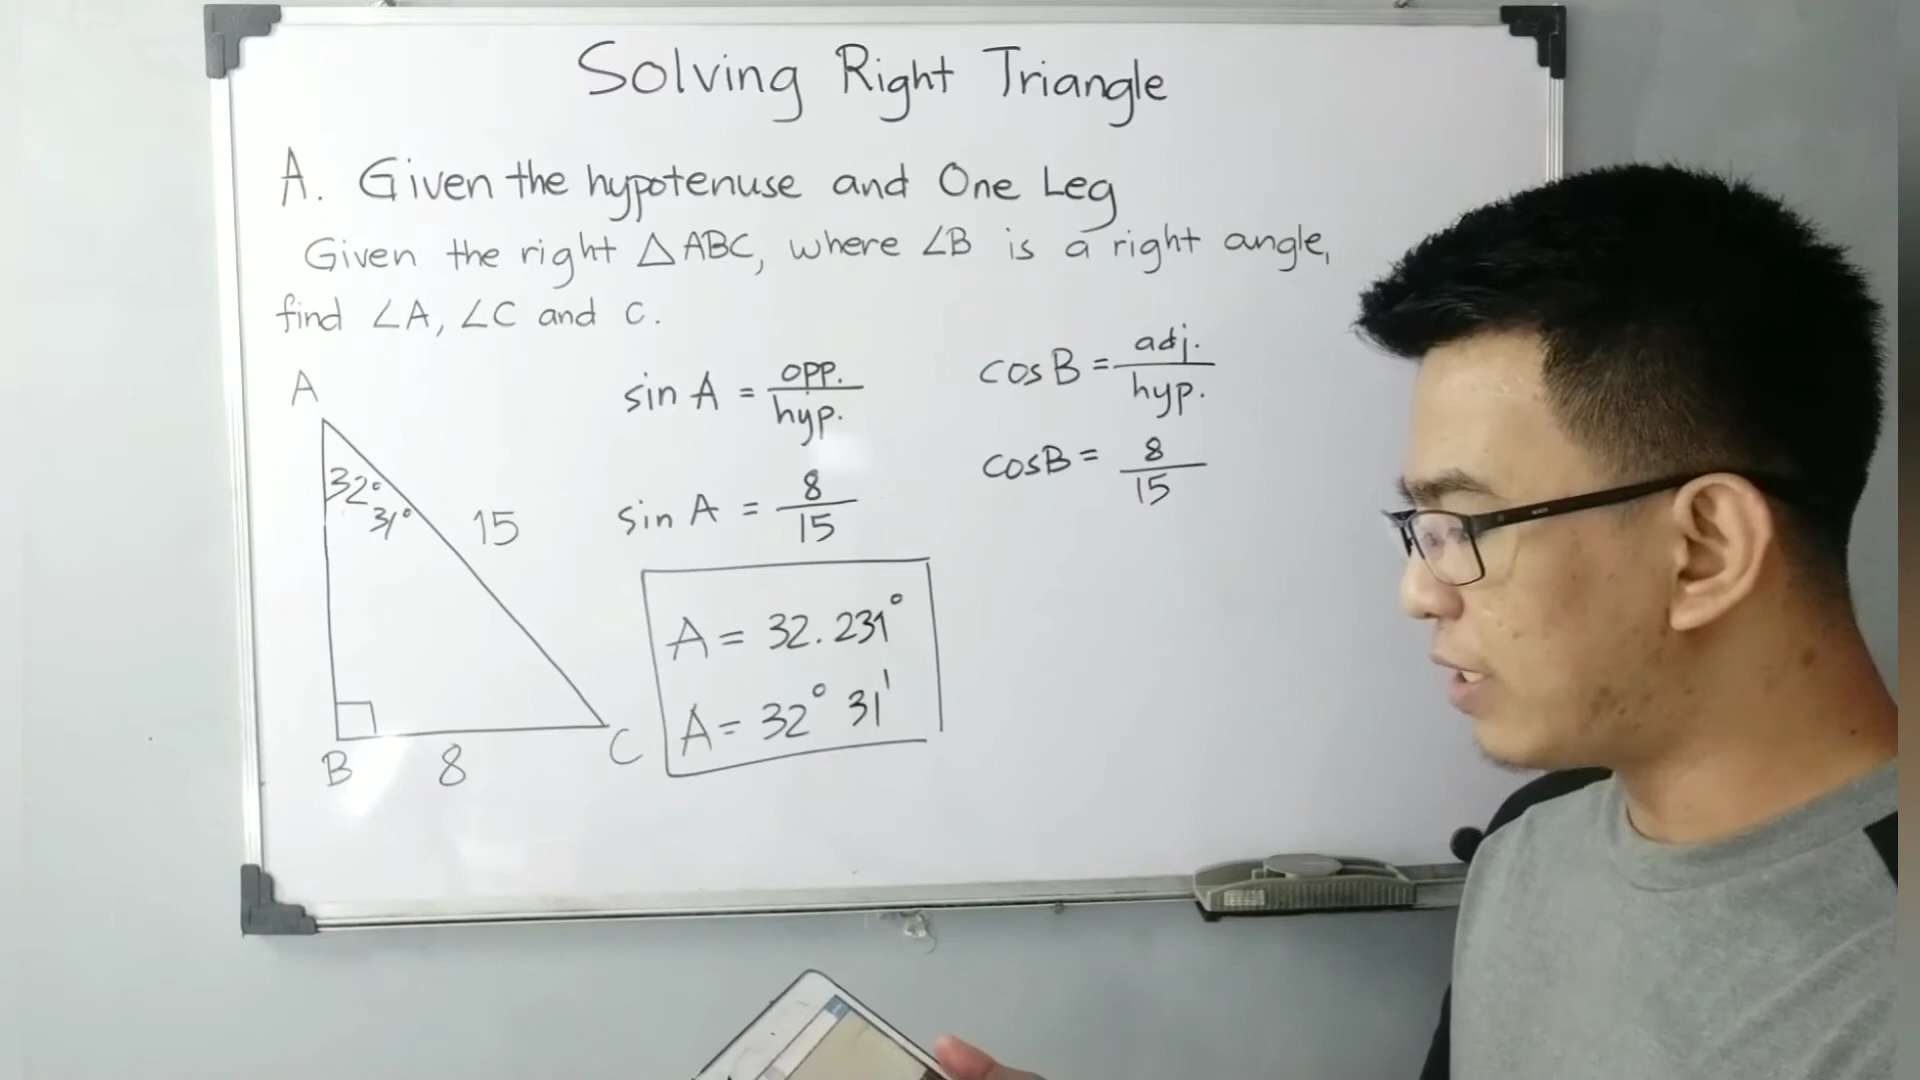 Solving Right Triangle
A. Given the hypotenuse and One Leg
Given the right △ABC, where ∠B is a right angle,
find ∠A, ∠C and c.
A
32°
31°
15
B
8
C
sin A = opp./hyp.
sin A = 8/15
A = 32.231°
A = 32° 31'
cos B = adj./hyp.
cos B = 8/15